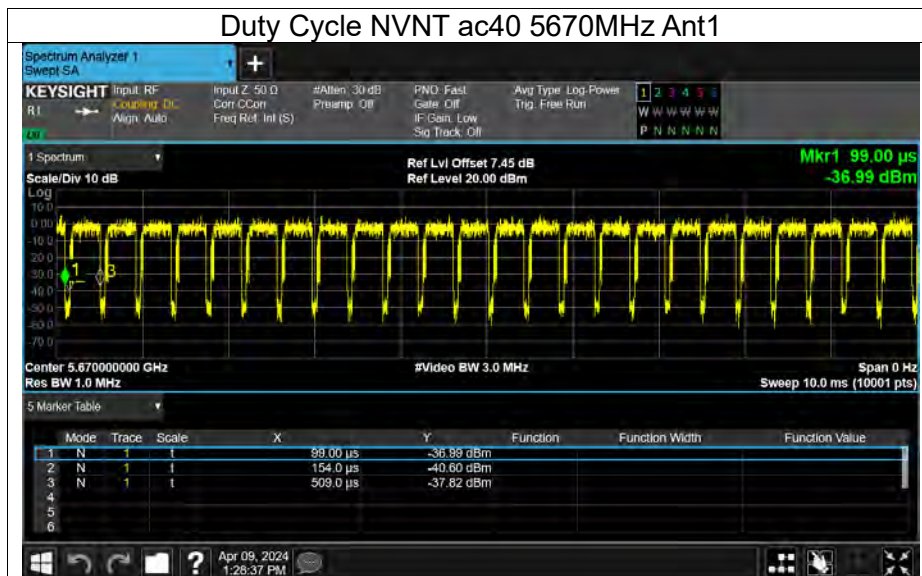 Duty Cycle NVNT ac40 5670MHz Ant1
Spectrum Analyzer 1
Swept SA
+
KEYSIGHT Input: RF Input Z: 50 Ω #Atten: 30 dB PNO: Fast Avg Type: Log-Power 1 2 3 4 5 6
Coupling: DC Corr CCorr Preamp: Off Gate: Off Trig: Free Run
Align: Auto Freq Ref: Int (S) IF Gain: Low W W W W W W
Sig Track: Off P N N N N N
1 Spectrum Ref Lvl Offset 7.45 dB Mkr1 99.00 µs
Scale/Div 10 dB Ref Level 20.00 dBm -36.99 dBm
Log
10.0
0.00
-10.0
-20.0
-30.0 1 3
-40.0
-50.0
-60.0
-70.0
Center 5.670000000 GHz #Video BW 3.0 MHz Span 0 Hz
Res BW 1.0 MHz Sweep 10.0 ms (10001 pts)
5 Marker Table
Mode Trace Scale X Y Function Function Width Function Value
1 N 1 t 99.00 µs -36.99 dBm
2 N 1 t 154.0 µs -40.60 dBm
3 N 1 t 509.0 µs -37.82 dBm
4
5
6
? Apr 09, 2024
1:28:37 PM